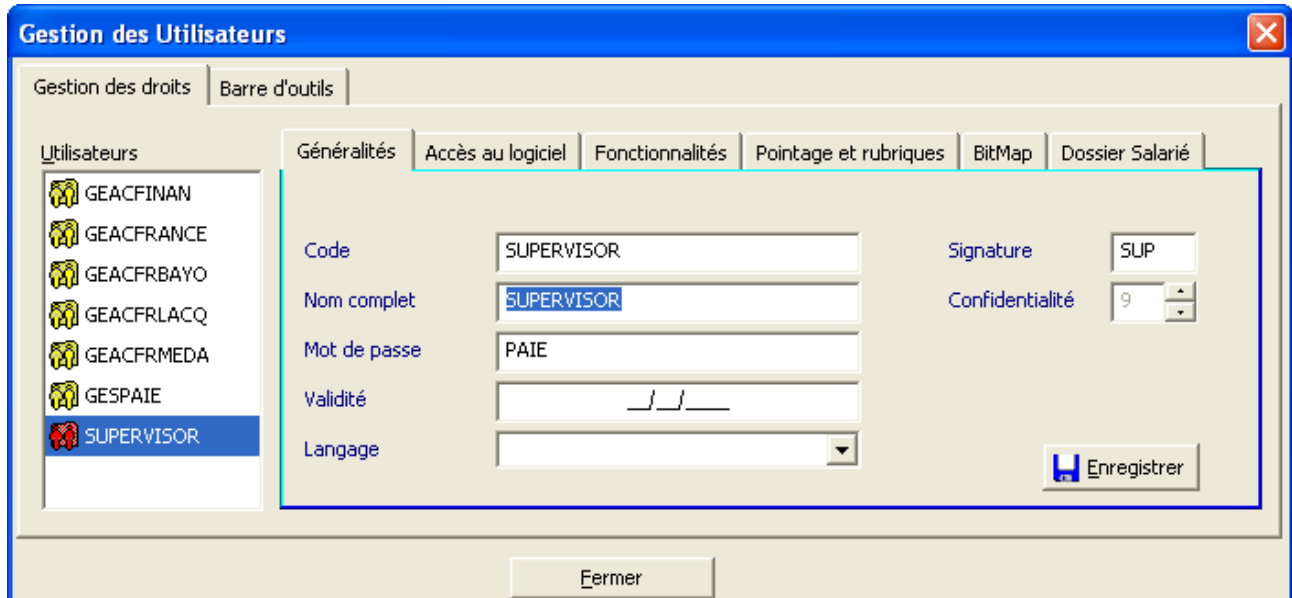 Gestion des Utilisateurs
Gestion des droits Barre d'outils
Utilisateurs
GEACFINAN
GEACFRANCE
GEACFRBAYO
GEACFRLACQ
GEACFRMEDA
GESPAIE
SUPERVISOR
Généralités Accès au logiciel Fonctionnalités Pointage et rubriques BitMap Dossier Salarié
Code SUPERVISOR Signature SUP
Nom complet SUPERVISOR Confidentialité 9
Mot de passe PAIE
Validité __/__/____
Langage
Enregistrer
Fermer